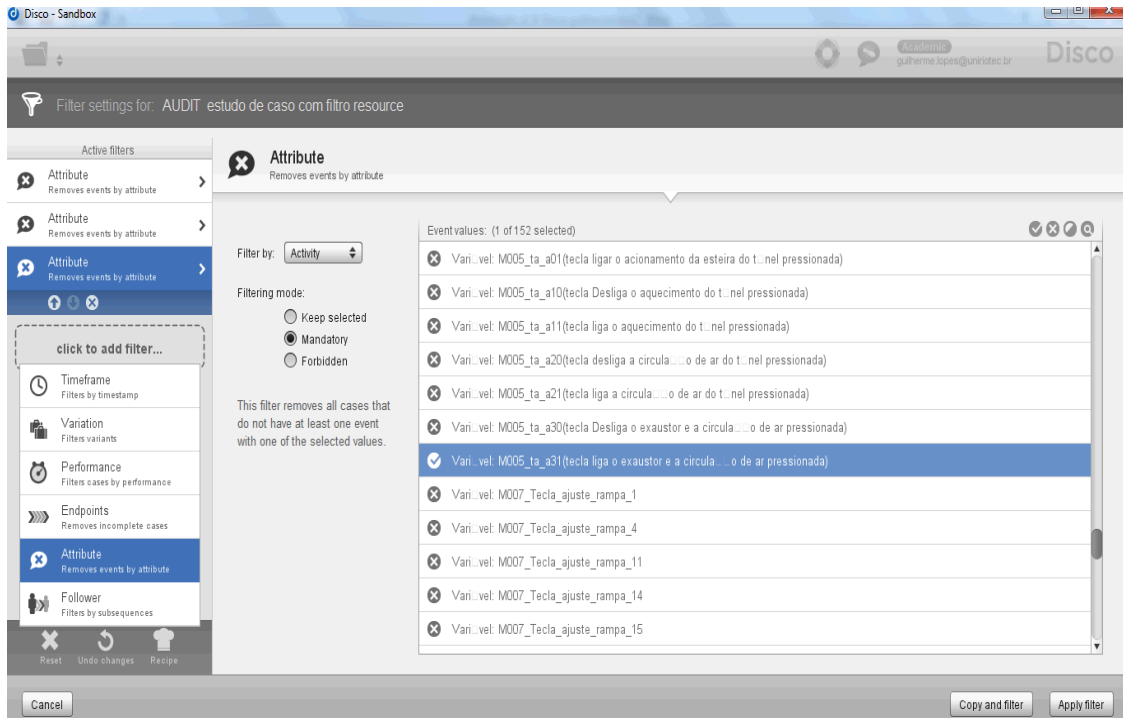 Disco - Sandbox
Academic
guilherme.lopes@uniriotec.br
Disco
Filter settings for: AUDIT estudo de caso com filtro resource
Active filters
Attribute
Removes events by attribute
Attribute
Removes events by attribute
Attribute
Removes events by attribute
click to add filter...
Timeframe
Filters by timestamp
Variation
Filters variants
Performance
Filters cases by performance
Endpoints
Removes incomplete cases
Attribute
Removes events by attribute
Follower
Filters by subsequences
Reset Undo changes Recipe
Attribute
Removes events by attribute
Filter by: Activity
Filtering mode:
Keep selected
Mandatory
Forbidden
This filter removes all cases that
do not have at least one event
with one of the selected values.
Event values: (1 of 152 selected)
Vari□vel: M005_ta_a01(tecla ligar o acionamento da esteira do t□nel pressionada)
Vari□vel: M005_ta_a10(tecla Desliga o aquecimento do t□nel pressionada)
Vari□vel: M005_ta_a11(tecla liga o aquecimento do t□nel pressionada)
Vari□vel: M005_ta_a20(tecla desliga a circula□□o de ar do t□nel pressionada)
Vari□vel: M005_ta_a21(tecla liga a circula□□o de ar do t□nel pressionada)
Vari□vel: M005_ta_a30(tecla Desliga o exaustor e a circula□□o de ar pressionada)
Vari□vel: M005_ta_a31(tecla liga o exaustor e a circula□□o de ar pressionada)
Vari□vel: M007_Tecla_ajuste_rampa_1
Vari□vel: M007_Tecla_ajuste_rampa_4
Vari□vel: M007_Tecla_ajuste_rampa_11
Vari□vel: M007_Tecla_ajuste_rampa_14
Vari□vel: M007_Tecla_ajuste_rampa_15
Cancel
Copy and filter
Apply filter